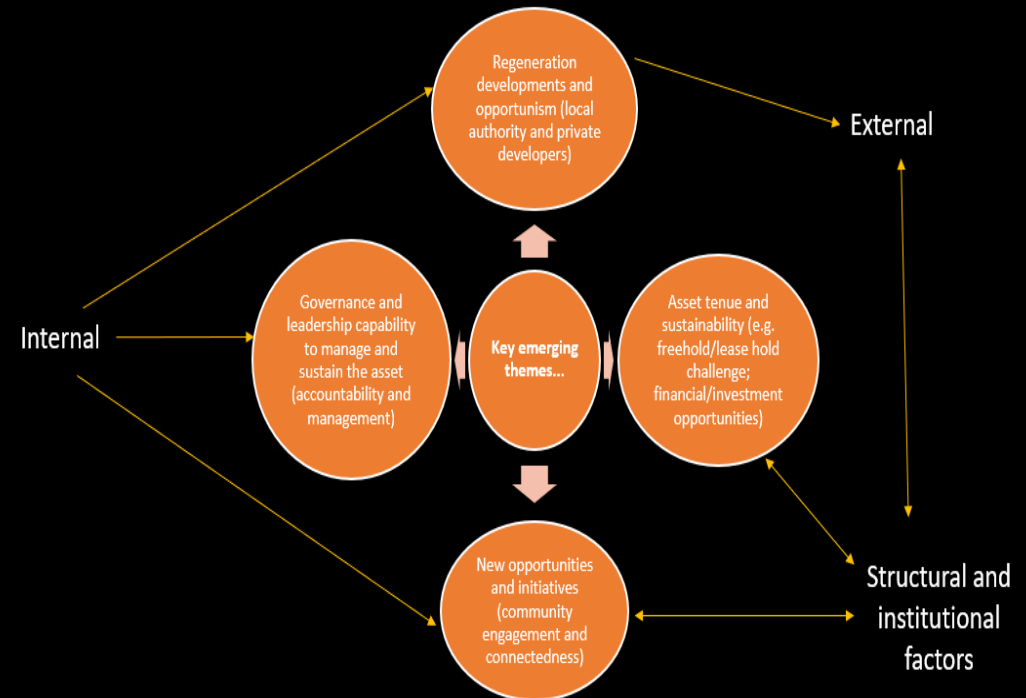 Regeneration
developments and
opportunism (local
authority and private
developers)
External
Internal
Governance and
leadership capability
to manage and
sustain the asset
(accountability and
management)
Key emerging
themes...
Asset tenue and
sustainability (e.g.
freehold/lease hold
challenge;
financial/investment
opportunities)
New opportunities
and initiatives
(community
engagement and
connectedness)
Structural and
institutional
factors